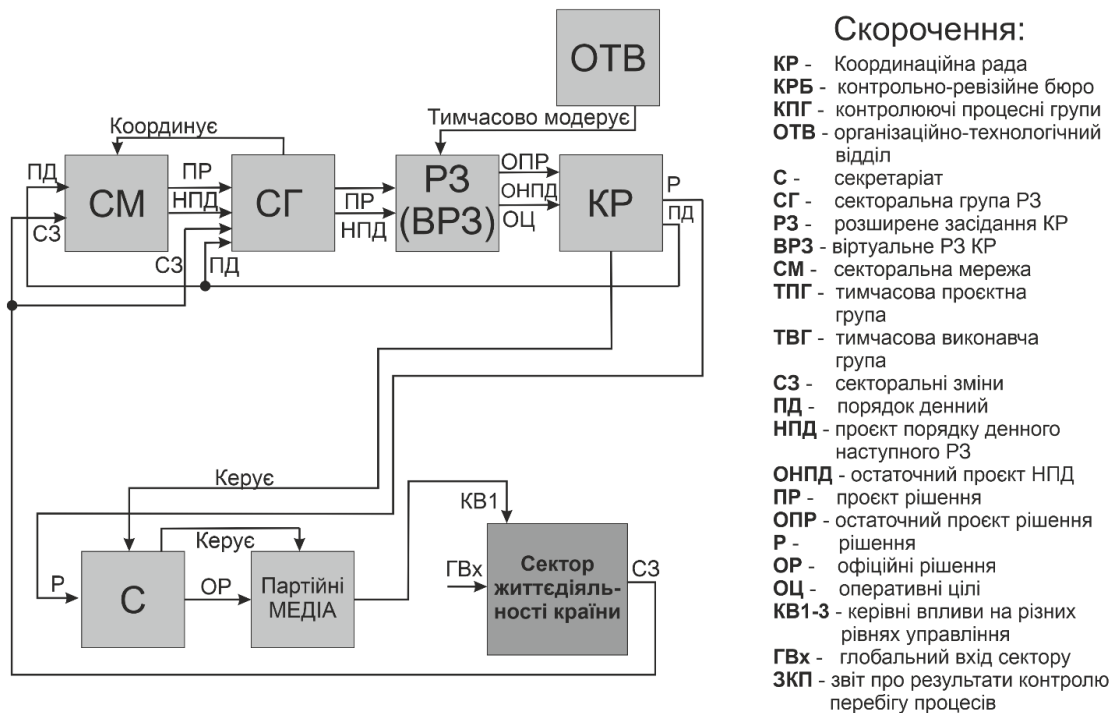 ОТВ
Тимчасово модерує
Координує
ПД
СЗ
СМ
ПР
НПД
СГ
СЗ
ПД
ПР
НПД
РЗ
(ВРЗ)
ОПР
ОНПД
ОЦ
КР
Р
ПД
Керує
Керує
Р
С
ОР
Партійні
МЕДІА
КВ1
ГВх
Сектор
життєдіяль-
ності країни
СЗ
Скорочення:
КР - Координаційна рада
КРБ - контрольно-ревізійне бюро
КПГ - контролюючі процесні групи
ОТВ - організаційно-технологічний
відділ
С - секретаріат
СГ - секторальна група РЗ
РЗ - розширене засідання КР
ВРЗ - віртуальне РЗ КР
СМ - секторальна мережа
ТПГ - тимчасова проєктна
група
ТВГ - тимчасова виконавча
група
СЗ - секторальні зміни
ПД - порядок денний
НПД - проєкт порядку денного
наступного РЗ
ОНПД - остаточний проєкт НПД
ПР - проєкт рішення
ОПР - остаточний проєкт рішення
Р - рішення
ОР - офіційні рішення
ОЦ - оперативні цілі
КВ1-3 - керівні впливи на різних
рівнях управління
ГВх - глобальний вхід сектору
ЗКП - звіт про результати контролю
перебігу процесів